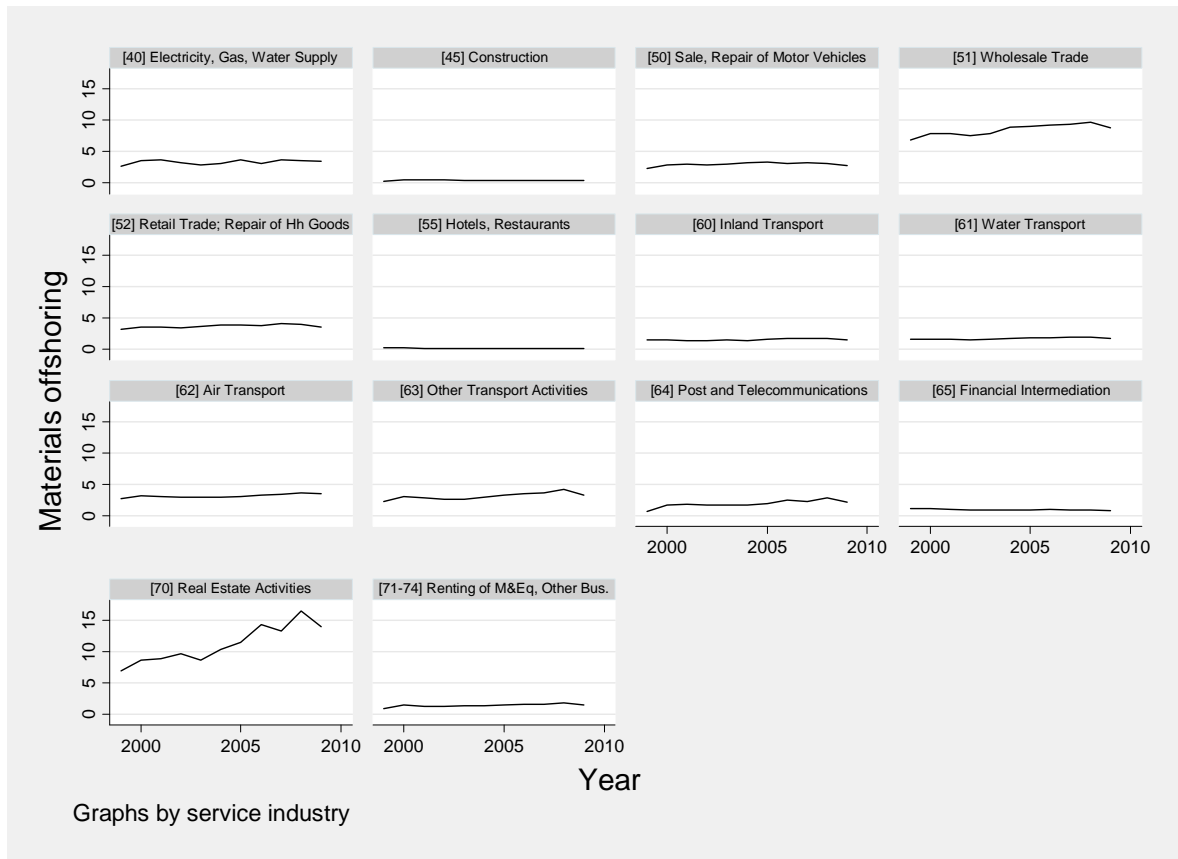 [40] Electricity, Gas, Water Supply
[45] Construction
[50] Sale, Repair of Motor Vehicles
[51] Wholesale Trade
15
10
5
0
[52] Retail Trade; Repair of Hh Goods
[55] Hotels, Restaurants
[60] Inland Transport
[61] Water Transport
15
10
5
0
Materials offshoring
[62] Air Transport
[63] Other Transport Activities
[64] Post and Telecommunications
[65] Financial Intermediation
15
10
5
0
2000 2005 2010
2000 2005 2010
[70] Real Estate Activities
[71-74] Renting of M&Eq, Other Bus.
15
10
5
0
2000 2005 2010
2000 2005 2010
Year
Graphs by service industry